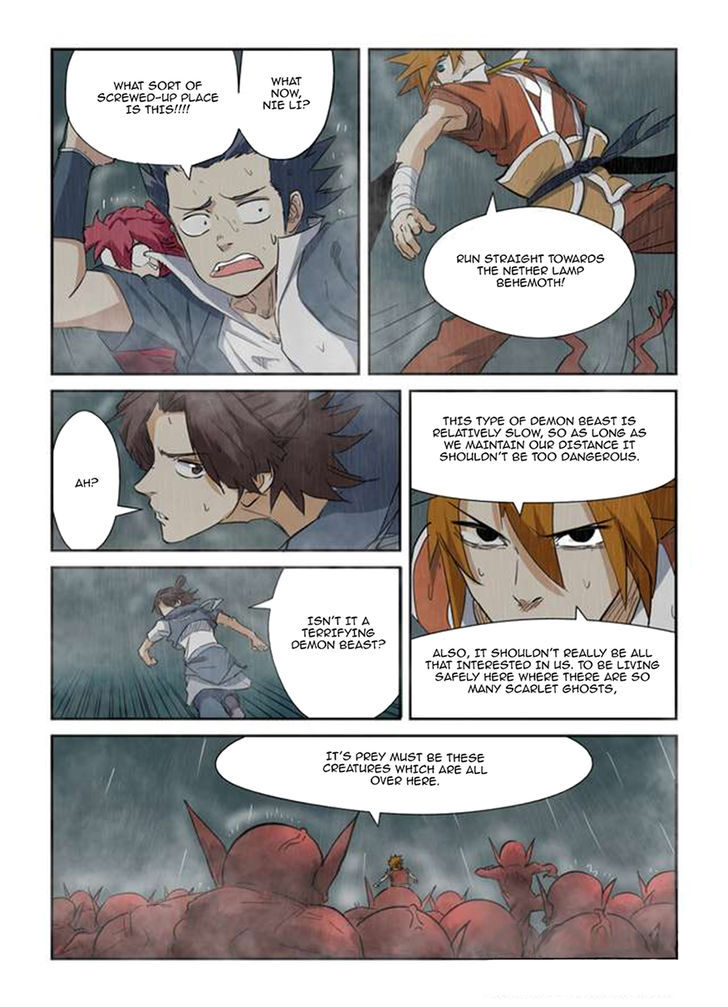 WHAT SORT OF
SCREWED-UP PLACE
IS THIS!!!!
WHAT
NOW,
NIE LI?
RUN STRAIGHT TOWARDS
THE NETHER LAMP
BEHEMOTH!
AH?
THIS TYPE OF DEMON BEAST IS
RELATIVELY SLOW, SO AS LONG AS
WE MAINTAIN OUR DISTANCE IT
SHOULDN'T BE TOO DANGEROUS.
ISN'T IT A
TERRIFYING
DEMON BEAST?
ALSO, IT SHOULDN'T REALLY BE ALL
THAT INTERESTED IN US. TO BE LIVING
SAFELY HERE WHERE THERE ARE SO
MANY SCARLET GHOSTS,
IT'S PREY MUST BE THESE
CREATURES WHICH ARE ALL
OVER HERE.